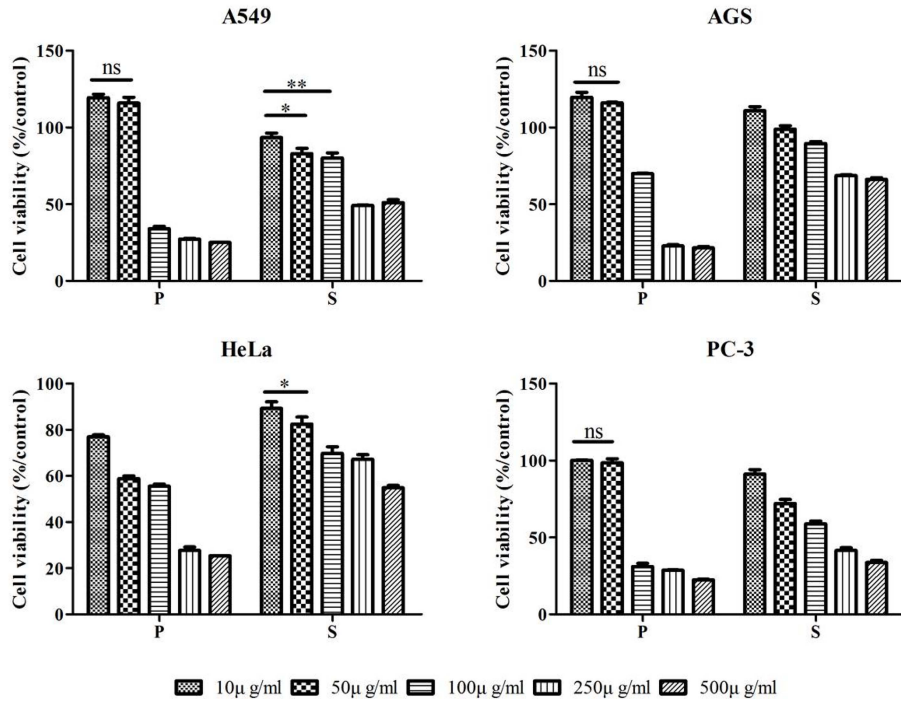 A549
Cell viability (%/control)
150
100
50
0
ns
**
*
P
S
AGS
Cell viability (%/control)
150
100
50
0
ns
P
S
HeLa
Cell viability (%/control)
100
80
60
40
20
0
*
P
S
PC-3
Cell viability (%/control)
150
100
50
0
ns
P
S
10μ g/ml 50μ g/ml 100μ g/ml 250μ g/ml 500μ g/ml